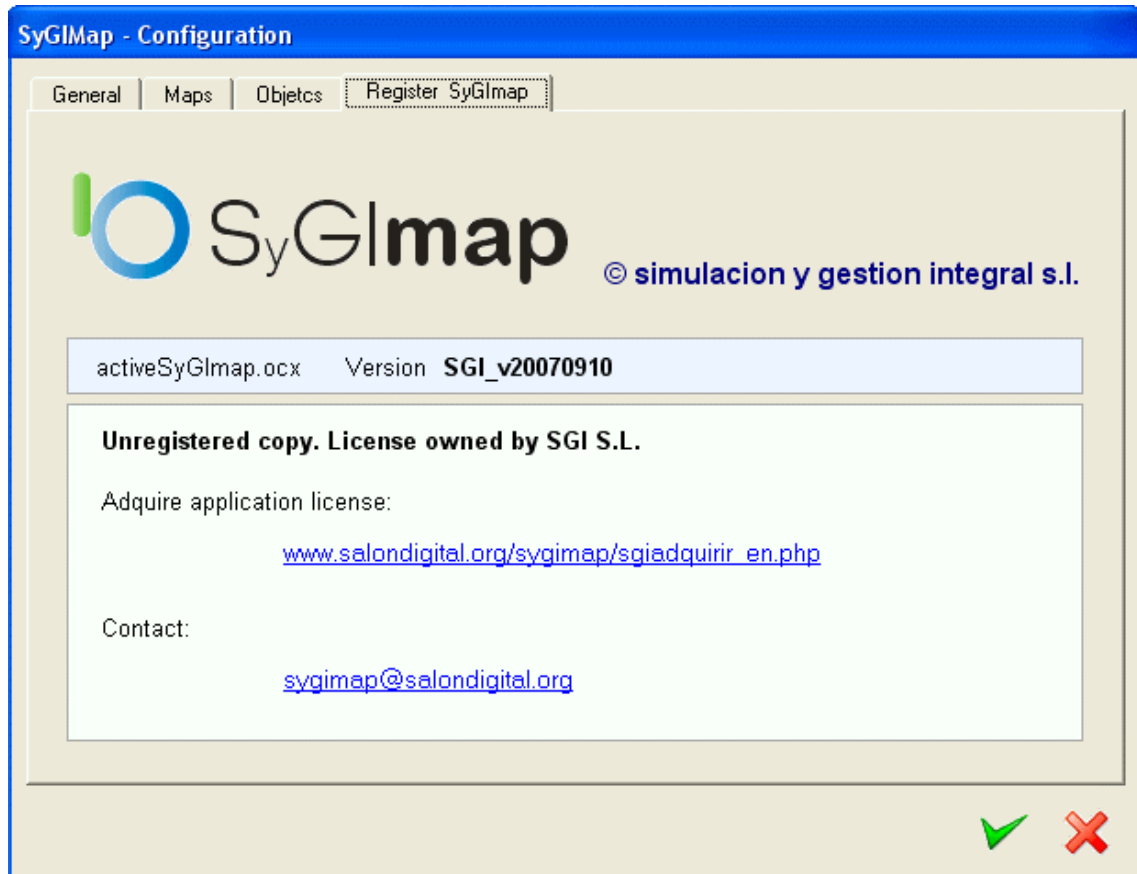 SyGIMap - Configuration
General Maps Objetcs Register SyGImap
SyGImap
© simulacion y gestion integral s.l.
activeSyGImap.ocx Version SGI_v20070910
Unregistered copy. License owned by SGI S.L.
Adquire application license:
www.salondigital.org/sygimap/sgiadquirir_en.php
Contact:
sygimap@salondigital.org